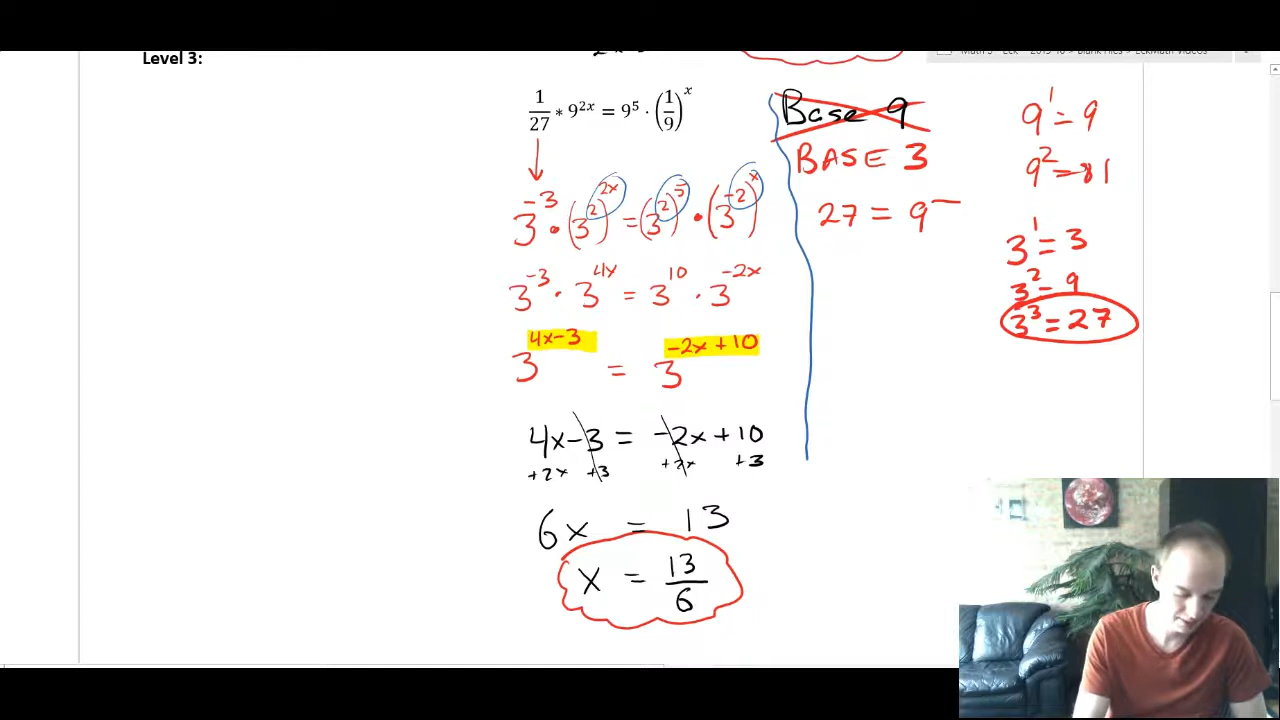 Level 3:
1/27 * 9^{2x} = 9^5 · (1/9)^x
3^{-3} · (3^2)^{2x} = (3^2)^5 · (3^{-2})^x
3^{-3} · 3^{4x} = 3^{10} · 3^{-2x}
3^{4x-3} = 3^{-2x+10}
4x-3 = -2x+10
+2x +3 +2x +3
6x = 13
x = 13/6
Base 9
BASE 3
27 = 9^—
9^1 = 9
9^2 = 81
3^1 = 3
3^2 = 9
3^3 = 27